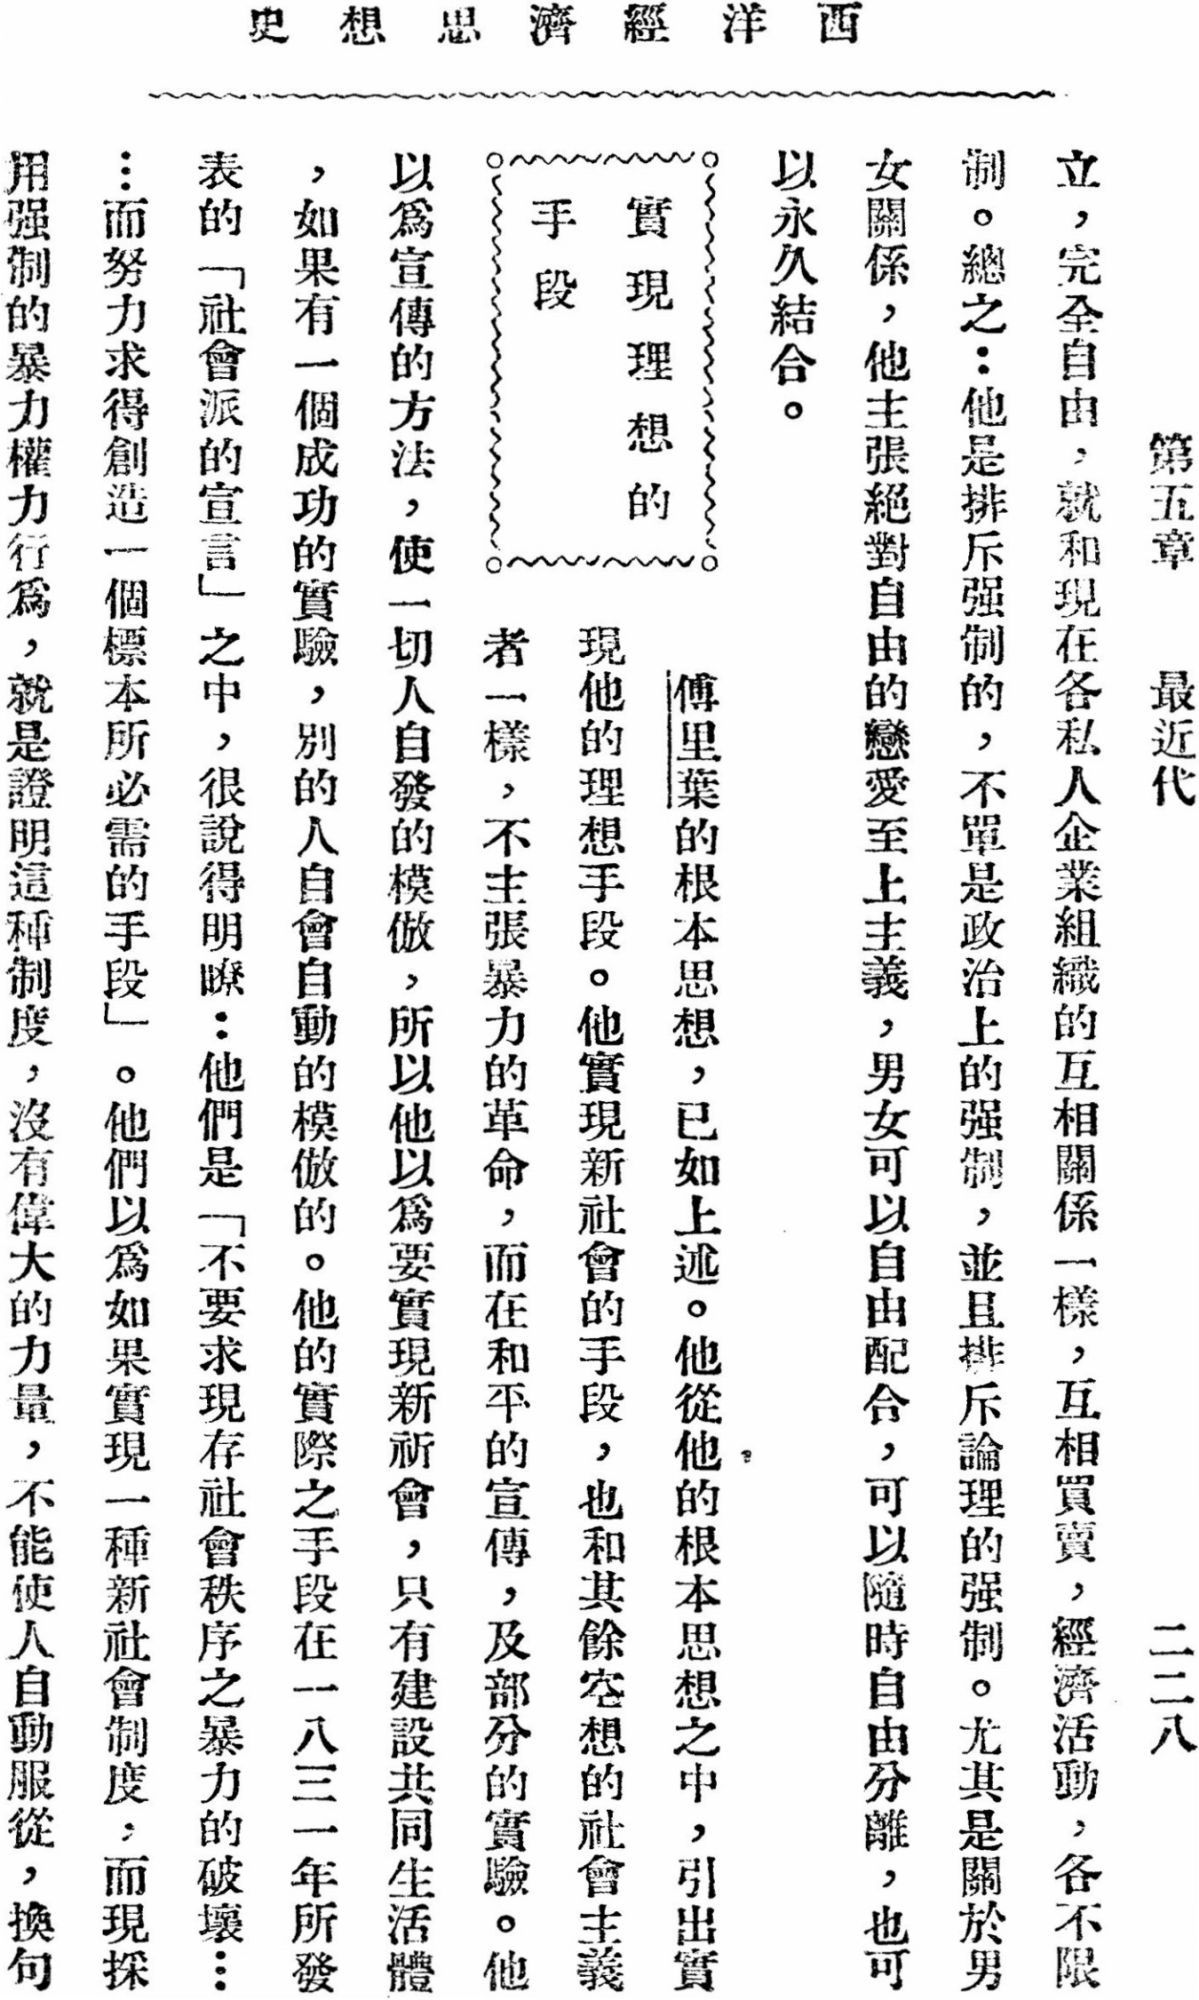 西洋經濟思想史
第五章　最近代　二二八
立，完全自由，就和現在各私人企業組織的互相關係一樣，互相買賣，經濟活動，各不限
制。總之：他是排斥强制的，不單是政治上的强制，並且排斥論理的强制。尤其是關於男
女關係，他主張絕對自由的戀愛至上主義，男女可以自由配合，可以隨時自由分離，也可
以永久結合。
實現理想的
手段
傅里葉的根本思想，已如上述。他從他的根本思想之中，引出實
現他的理想手段。他實現新社會的手段，也和其餘空想的社會主義
者一樣，不主張暴力的革命，而在和平的宣傳，及部分的實驗。他
以爲宣傳的方法，使一切人自發的模倣，所以他以爲要實現新祈會，只有建設共同生活體
，如果有一個成功的實驗，別的人自會自動的模倣的。他的實際之手段在一八三一年所發
表的「社會派的宣言」之中，很說得明瞭：他們是「不要求現存社會秩序之暴力的破壞…
…而努力求得創造一個標本所必需的手段」。他們以爲如果實現一種新社會制度，而現採
用强制的暴力權力行爲，就是證明這種制度，沒有偉大的力量，不能使人自動服從，換句